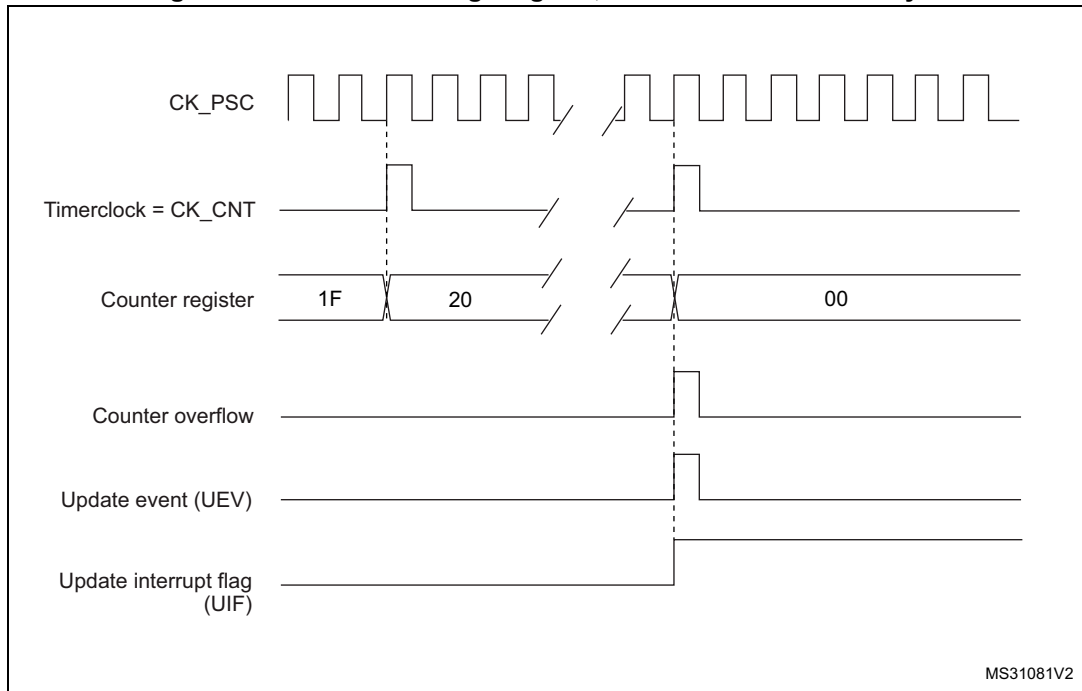 CK_PSC
Timerclock = CK_CNT
Counter register
1F
20
00
Counter overflow
Update event (UEV)
Update interrupt flag
(UIF)
MS31081V2